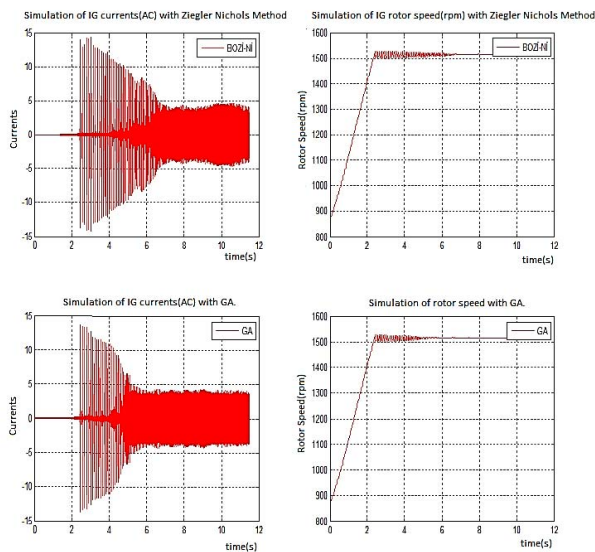 Simulation of IG currents(AC) with Ziegler Nichols Method
15
10
5
0
-5
-10
-15
Currents
BOZİ-Nİ
0 2 4 6 8 10 12
time(s)
Simulation of IG rotor speed(rpm) with Ziegler Nichols Method
1600
1500
1400
1300
1200
1100
1000
900
800
Rotor Speed(rpm)
BOZİ-Nİ
0 2 4 6 8 10 12
time(s)
Simulation of IG currents(AC) with GA.
15
10
5
0
-5
-10
-15
Currents
GA
0 2 4 6 8 10 12
time(s)
Simulation of rotor speed with GA.
1600
1500
1400
1300
1200
1100
1000
900
800
Rotor Speed(rpm)
GA
0 2 4 6 8 10 12
time(s)